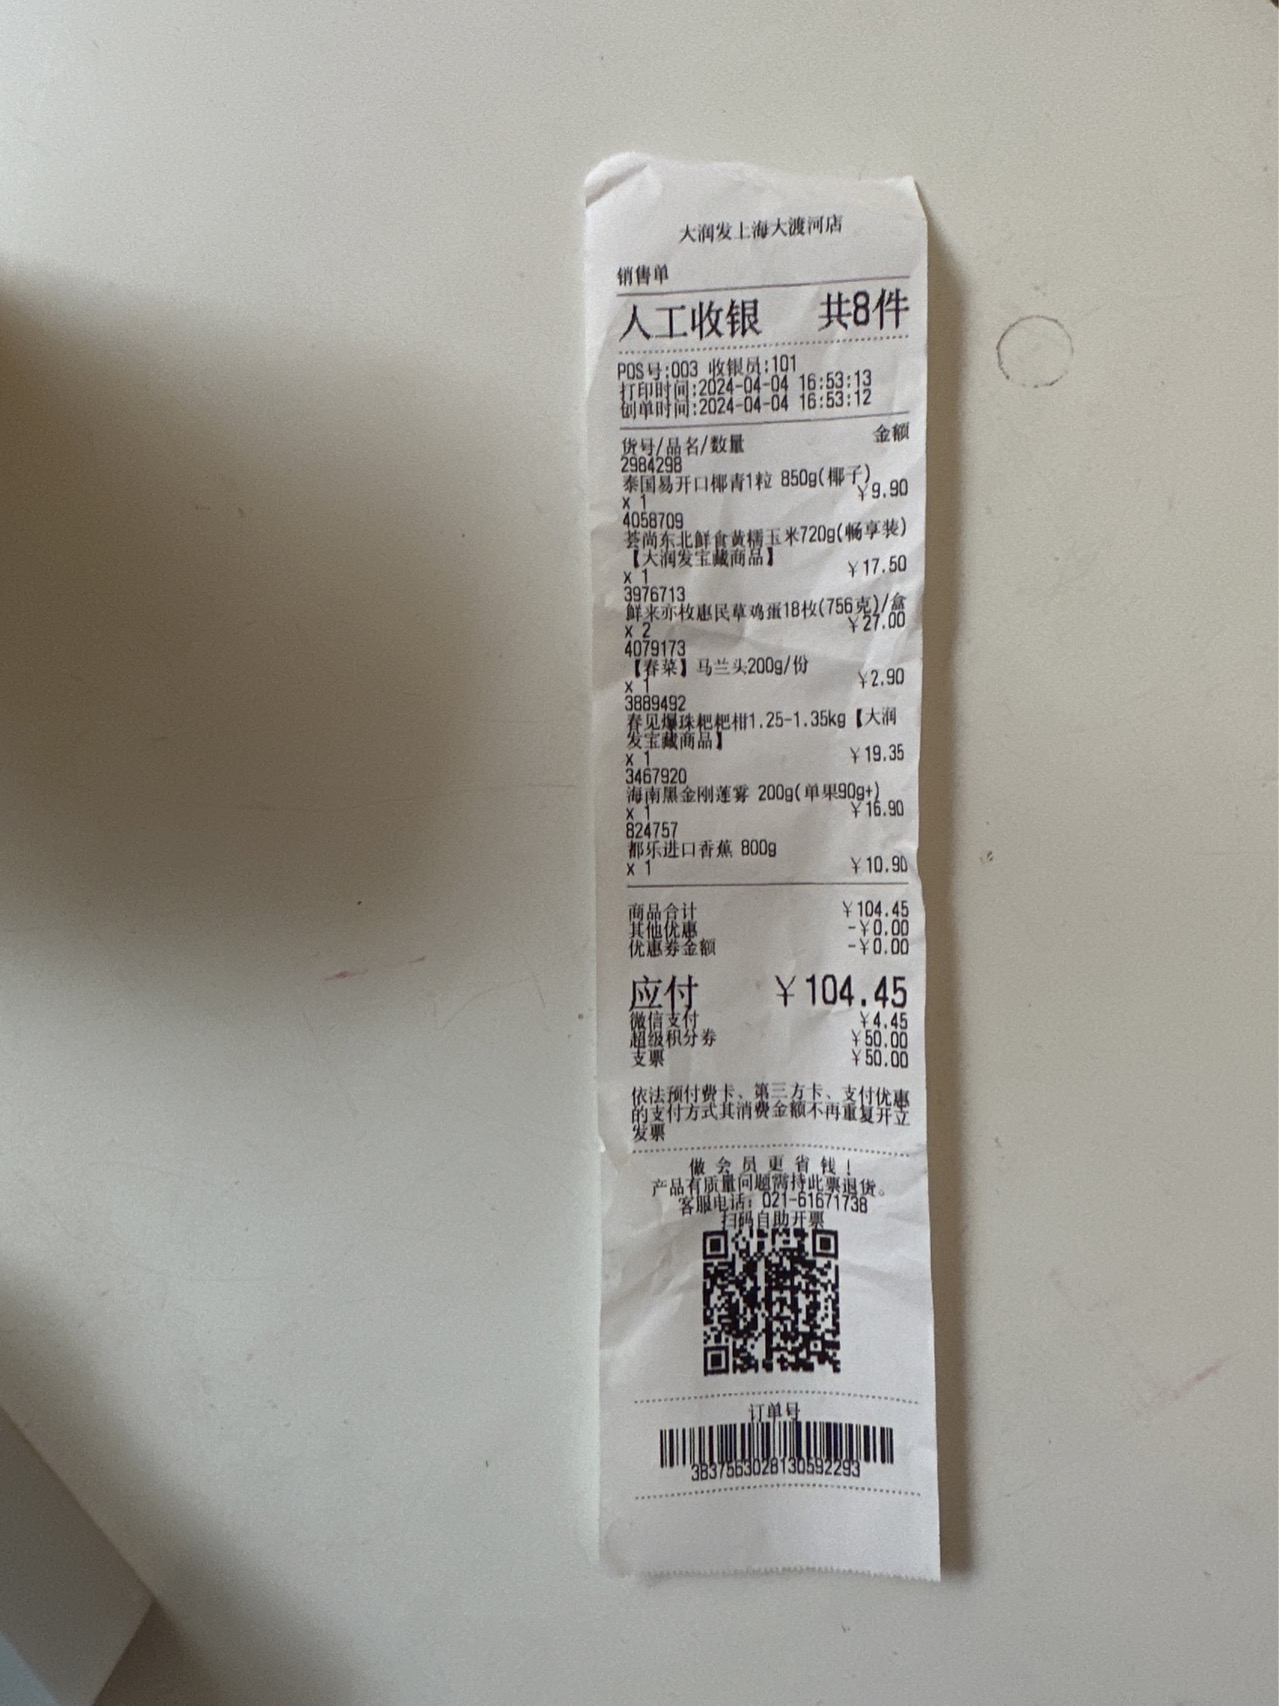 大润发上海大渡河店
销售单
人工收银 共8件
POS号:003 收银员:101
打印时间:2024-04-04 16:53:13
创单时间:2024-04-04 16:53:12
货号/品名/数量 金额
2984298
泰国易开口椰青1粒 850g(椰子)
x 1 ¥9.90
4058709
荟尚东北鲜食黄糯玉米720g(畅享装)
【大润发宝藏商品】
x 1 ¥17.50
3976713
鲜来亦枚惠民草鸡蛋18枚(756克)/盒
x 2 ¥27.00
4079173
【春菜】马兰头200g/份
x 1 ¥2.90
3889492
春见爆珠粑粑柑1.25-1.35kg【大润
发宝藏商品】
x 1 ¥19.35
3467920
海南黑金刚莲雾 200g(单果90g+)
x 1 ¥16.90
824757
都乐进口香蕉 800g
x 1 ¥10.90
商品合计 ¥104.45
其他优惠 -¥0.00
优惠券金额 -¥0.00
应付 ¥104.45
微信支付 ¥4.45
超级积分券 ¥50.00
支票 ¥50.00
依法预付费卡、第三方卡、支付优惠
的支付方式其消费金额不再重复开立
发票
做会员更省钱！
产品有质量问题需持此票退货。
客服电话：021-61671738
扫码自助开票
订单号
3837563028130592293